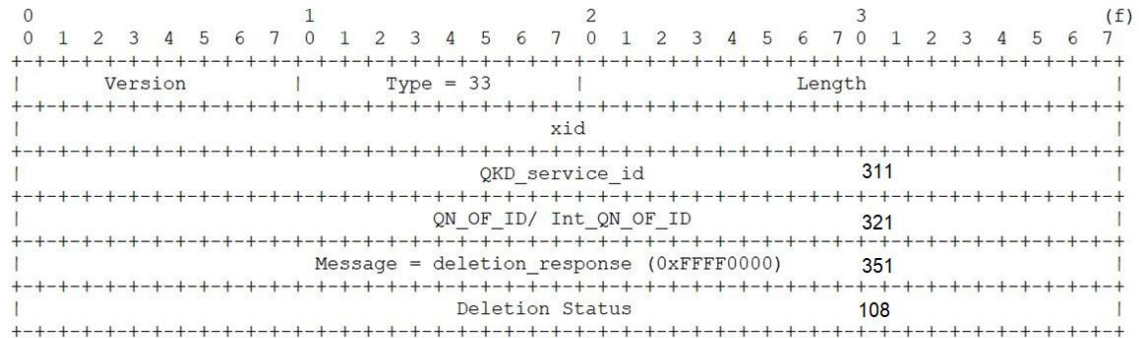 0 1 2 3 (f)
0 1 2 3 4 5 6 7 0 1 2 3 4 5 6 7 0 1 2 3 4 5 6 7 0 1 2 3 4 5 6 7
+-+-+-+-+-+-+-+-+-+-+-+-+-+-+-+-+-+-+-+-+-+-+-+-+-+-+-+-+-+-+-+-+
| Version | Type = 33 | Length |
+-+-+-+-+-+-+-+-+-+-+-+-+-+-+-+-+-+-+-+-+-+-+-+-+-+-+-+-+-+-+-+-+
| xid |
+-+-+-+-+-+-+-+-+-+-+-+-+-+-+-+-+-+-+-+-+-+-+-+-+-+-+-+-+-+-+-+-+
| QKD_service_id 311 |
+-+-+-+-+-+-+-+-+-+-+-+-+-+-+-+-+-+-+-+-+-+-+-+-+-+-+-+-+-+-+-+-+
| QN_OF_ID/ Int_QN_OF_ID 321 |
+-+-+-+-+-+-+-+-+-+-+-+-+-+-+-+-+-+-+-+-+-+-+-+-+-+-+-+-+-+-+-+-+
| Message = deletion_response (0xFFFF0000) 351 |
+-+-+-+-+-+-+-+-+-+-+-+-+-+-+-+-+-+-+-+-+-+-+-+-+-+-+-+-+-+-+-+-+
| Deletion Status 108 |
+-+-+-+-+-+-+-+-+-+-+-+-+-+-+-+-+-+-+-+-+-+-+-+-+-+-+-+-+-+-+-+-+